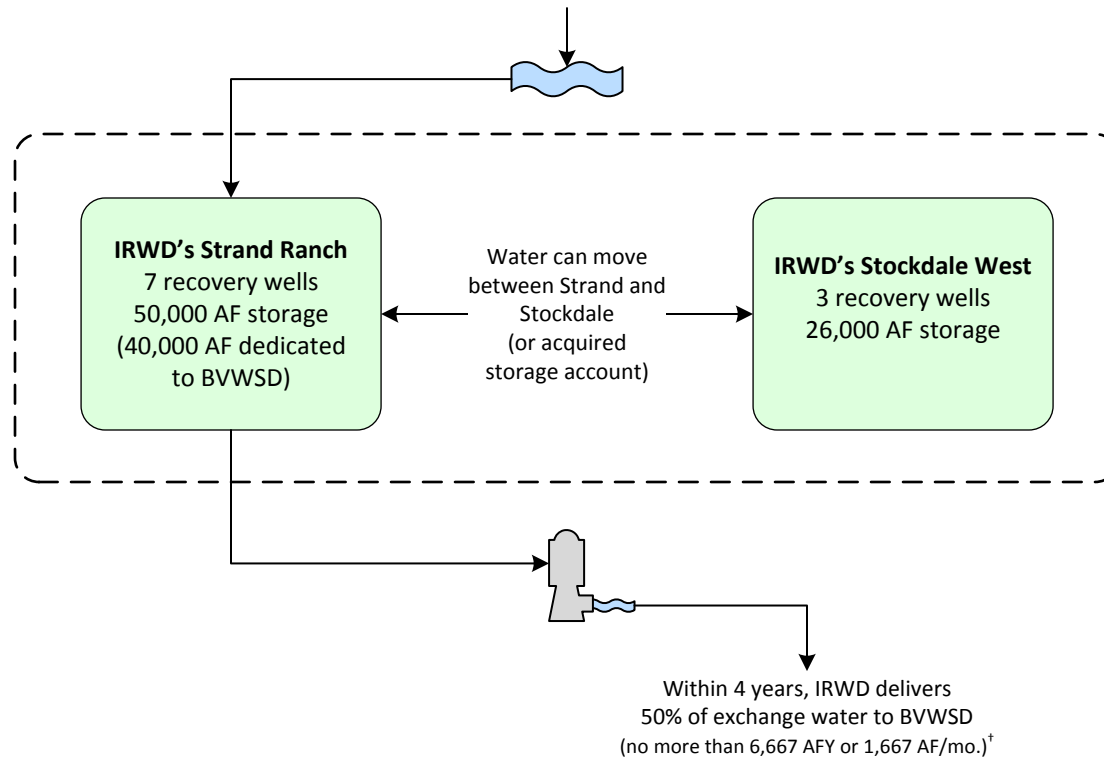 IRWD’s Strand Ranch
7 recovery wells
50,000 AF storage
(40,000 AF dedicated
to BVWSD)
Water can move
between Strand and
Stockdale
(or acquired
storage account)
IRWD’s Stockdale West
3 recovery wells
26,000 AF storage
Within 4 years, IRWD delivers
50% of exchange water to BVWSD
(no more than 6,667 AFY or 1,667 AF/mo.)†